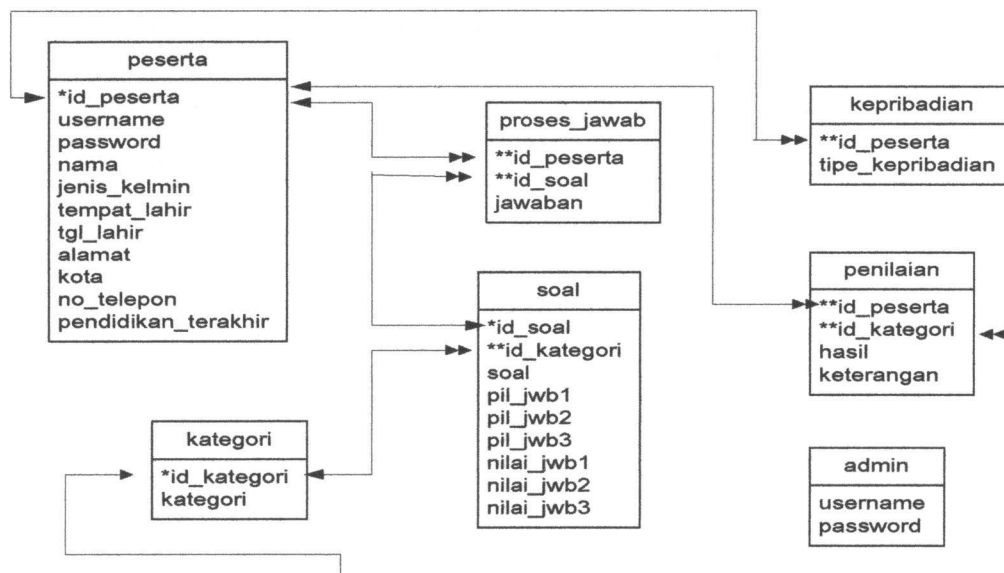 peserta
*id_peserta
username
password
nama
jenis_kelmin
tempat_lahir
tgl_lahir
alamat
kota
no_telepon
pendidikan_terakhir
proses_jawab
**id_peserta
**id_soal
jawaban
kepribadian
**id_peserta
tipe_kepribadian
soal
*id_soal
**id_kategori
soal
pil_jwb1
pil_jwb2
pil_jwb3
nilai_jwb1
nilai_jwb2
nilai_jwb3
penilaian
**id_peserta
**id_kategori
hasil
keterangan
kategori
*id_kategori
kategori
admin
username
password